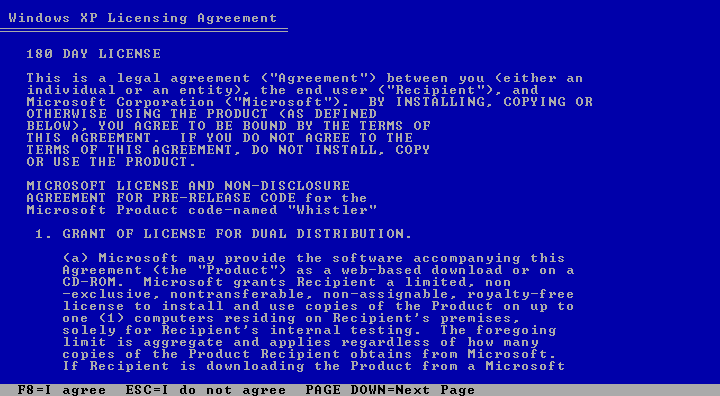 Windows XP Licensing Agreement
180 DAY LICENSE
This is a legal agreement ("Agreement") between you (either an
individual or an entity), the end user ("Recipient"), and
Microsoft Corporation ("Microsoft").  BY INSTALLING, COPYING OR
OTHERWISE USING THE PRODUCT (AS DEFINED
BELOW), YOU AGREE TO BE BOUND BY THE TERMS OF
THIS AGREEMENT.  IF YOU DO NOT AGREE TO THE
TERMS OF THIS AGREEMENT, DO NOT INSTALL, COPY
OR USE THE PRODUCT.
MICROSOFT LICENSE AND NON-DISCLOSURE
AGREEMENT FOR PRE-RELEASE CODE for the
Microsoft Product code-named "Whistler"
1. GRANT OF LICENSE FOR DUAL DISTRIBUTION.
(a) Microsoft may provide the software accompanying this
Agreement (the "Product") as a web-based download or on a
CD-ROM.  Microsoft grants Recipient a limited, non
-exclusive, nontransferable, non-assignable, royalty-free
license to install and use copies of the Product on up to
one (1) computers residing on Recipient's premises,
solely for Recipient's internal testing.  The foregoing
limit is aggregate and applies regardless of how many
copies of the Product Recipient obtains from Microsoft.
If Recipient is downloading the Product from a Microsoft
F8=I agree  ESC=I do not agree  PAGE DOWN=Next Page